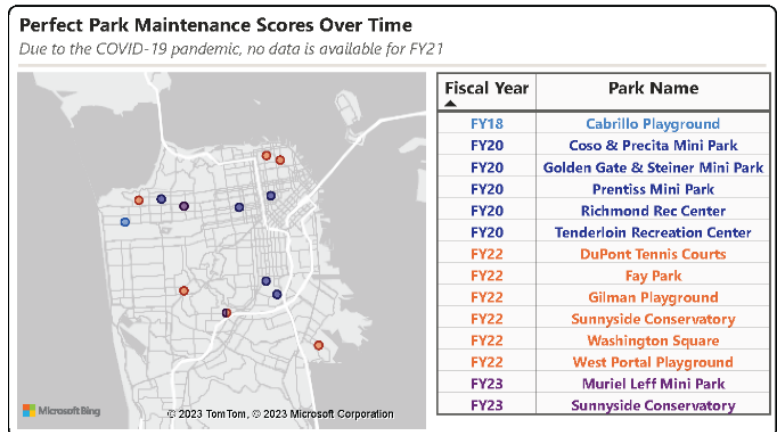 Perfect Park Maintenance Scores Over Time
Due to the COVID-19 pandemic, no data is available for FY21
Fiscal Year Park Name
FY18 Cabrillo Playground
FY20 Coso & Precita Mini Park
FY20 Golden Gate & Steiner Mini Park
FY20 Prentiss Mini Park
FY20 Richmond Rec Center
FY20 Tenderloin Recreation Center
FY22 DuPont Tennis Courts
FY22 Fay Park
FY22 Gilman Playground
FY22 Sunnyside Conservatory
FY22 Washington Square
FY22 West Portal Playground
FY23 Muriel Leff Mini Park
FY23 Sunnyside Conservatory
Microsoft Bing
© 2023 TomTom, © 2023 Microsoft Corporation